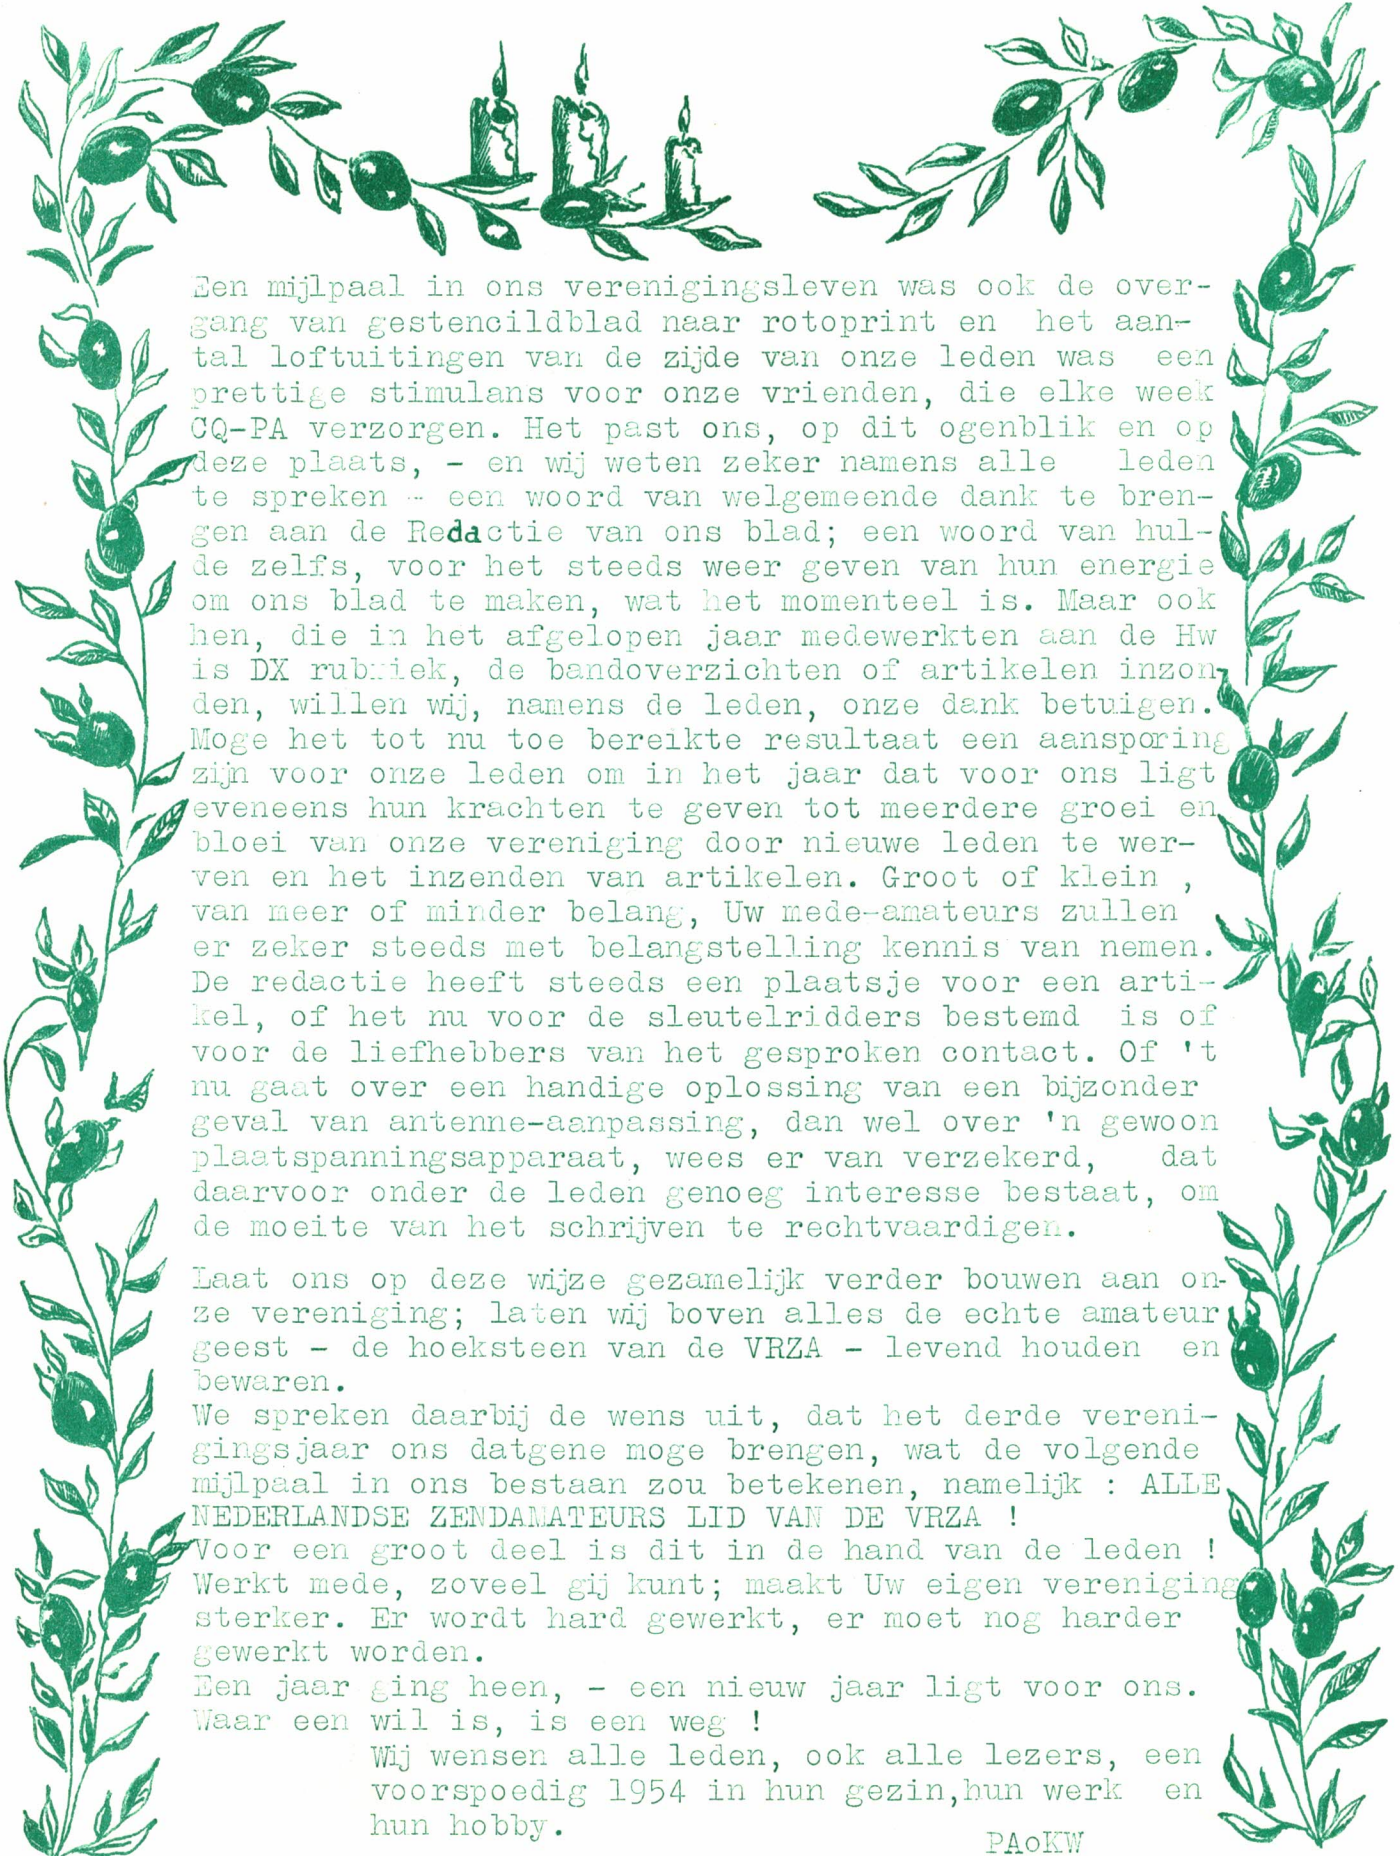 Een mijlpaal in ons verenigingsleven was ook de over-
gang van gestencildblad naar rotoprint en het aan-
tal loftuitingen van de zijde van onze leden was een
prettige stimulans voor onze vrienden, die elke week
CQ-PA verzorgen. Het past ons, op dit ogenblik en op
deze plaats, - en wij weten zeker namens alle leden
te spreken - een woord van welgemeende dank te bren-
gen aan de Redactie van ons blad; een woord van hul-
de zelfs, voor het steeds weer geven van hun energie
om ons blad te maken, wat het momenteel is. Maar ook
hen, die in het afgelopen jaar medewerkten aan de Hw
is DX rubriek, de bandoverzichten of artikelen inzon-
den, willen wij, namens de leden, onze dank betuigen.
Moge het tot nu toe bereikte resultaat een aansporing
zijn voor onze leden om in het jaar dat voor ons ligt
eveneens hun krachten te geven tot meerdere groei en
bloei van onze vereniging door nieuwe leden te wer-
ven en het inzenden van artikelen. Groot of klein ,
van meer of minder belang, Uw mede-amateurs zullen
er zeker steeds met belangstelling kennis van nemen.
De redactie heeft steeds een plaatsje voor een arti-
kel, of het nu voor de sleutelridders bestemd is of
voor de liefhebbers van het gesproken contact. Of 't
nu gaat over een handige oplossing van een bijzonder
geval van antenne-aanpassing, dan wel over 'n gewoon
plaatspanningsapparaat, wees er van verzekerd, dat
daarvoor onder de leden genoeg interesse bestaat, om
de moeite van het schrijven te rechtvaardigen.
Laat ons op deze wijze gezamelijk verder bouwen aan on-
ze vereniging; laten wij boven alles de echte amateur
geest - de hoeksteen van de VRZA - levend houden en
bewaren.
We spreken daarbij de wens uit, dat het derde vereni-
gingsjaar ons datgene moge brengen, wat de volgende
mijlpaal in ons bestaan zou betekenen, namelijk : ALLE
NEDERLANDSE ZENDAMATEURS LID VAN DE VRZA !
Voor een groot deel is dit in de hand van de leden !
Werkt mede, zoveel gij kunt; maakt Uw eigen vereniging
sterker. Er wordt hard gewerkt, er moet nog harder
gewerkt worden.
Een jaar ging heen, - een nieuw jaar ligt voor ons.
Waar een wil is, is een weg !
Wij wensen alle leden, ook alle lezers, een
voorspoedig 1954 in hun gezin,hun werk en
hun hobby.
PAoKW